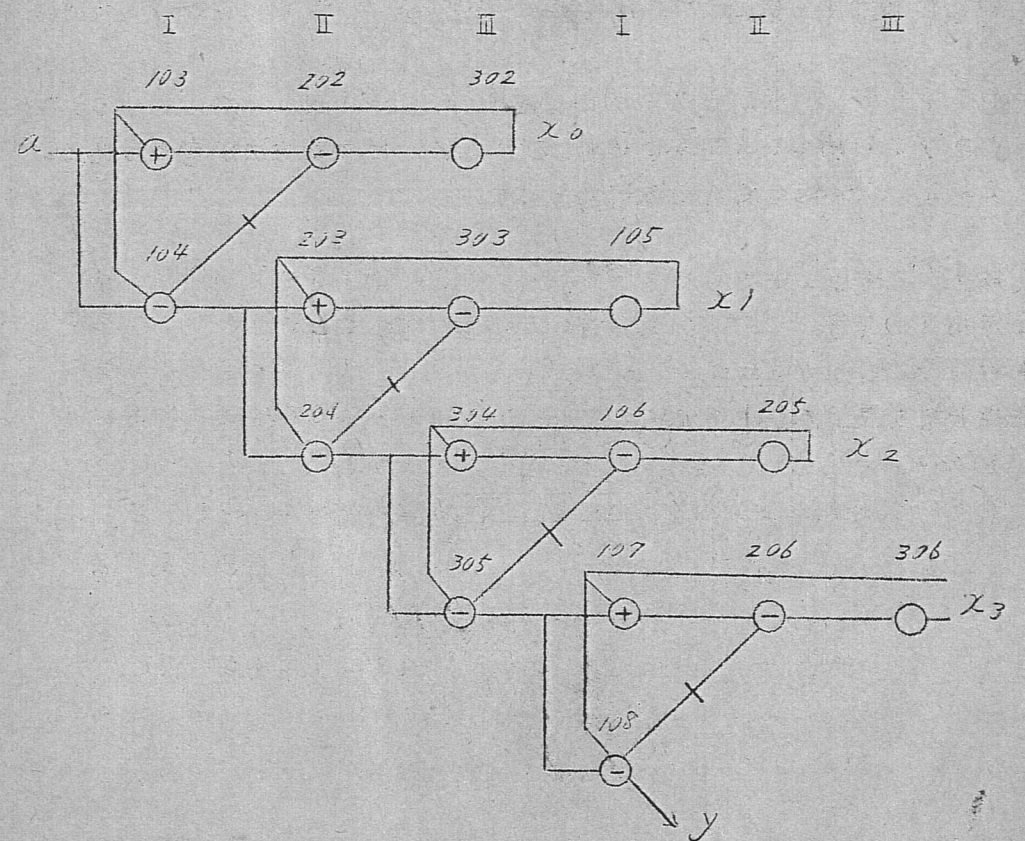 I II III I II III
103 202 302
a + − x0
104 203 303 105
− + − x1
204 304 106 205
− + − x2
305 107 206 306
− + − x3
108
−
y